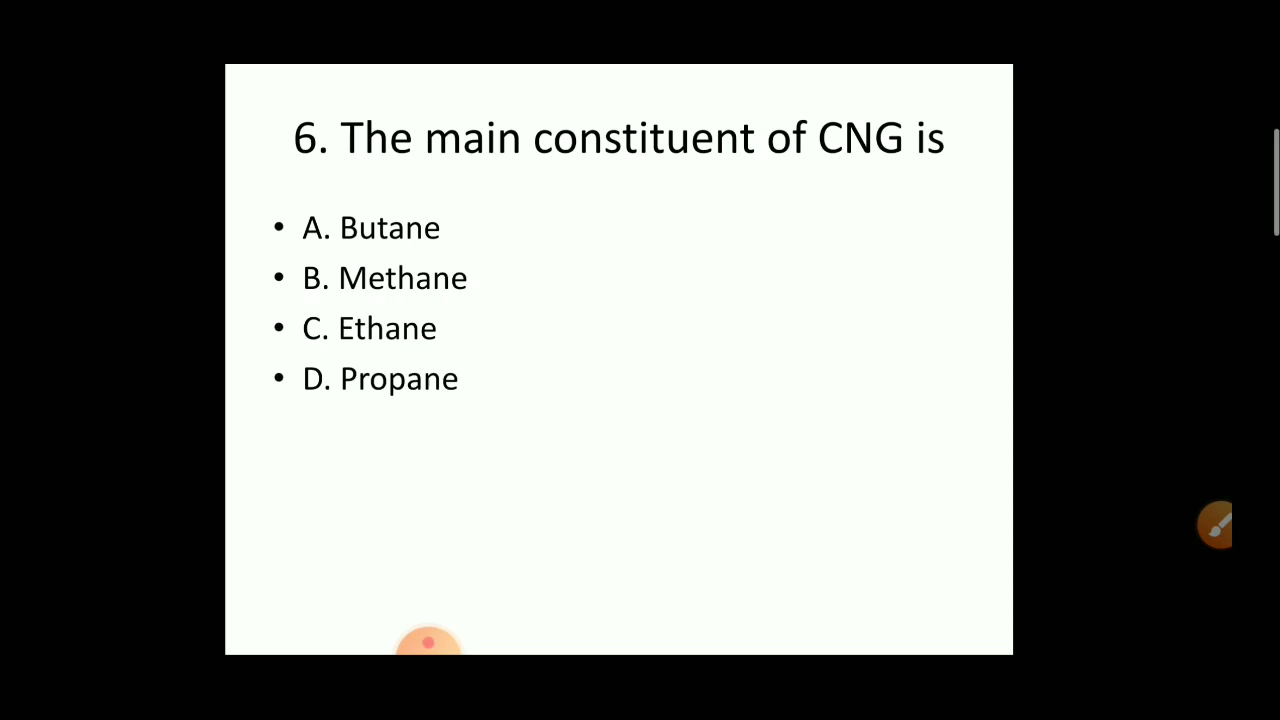 6. The main constituent of CNG is
• A. Butane
• B. Methane
• C. Ethane
• D. Propane